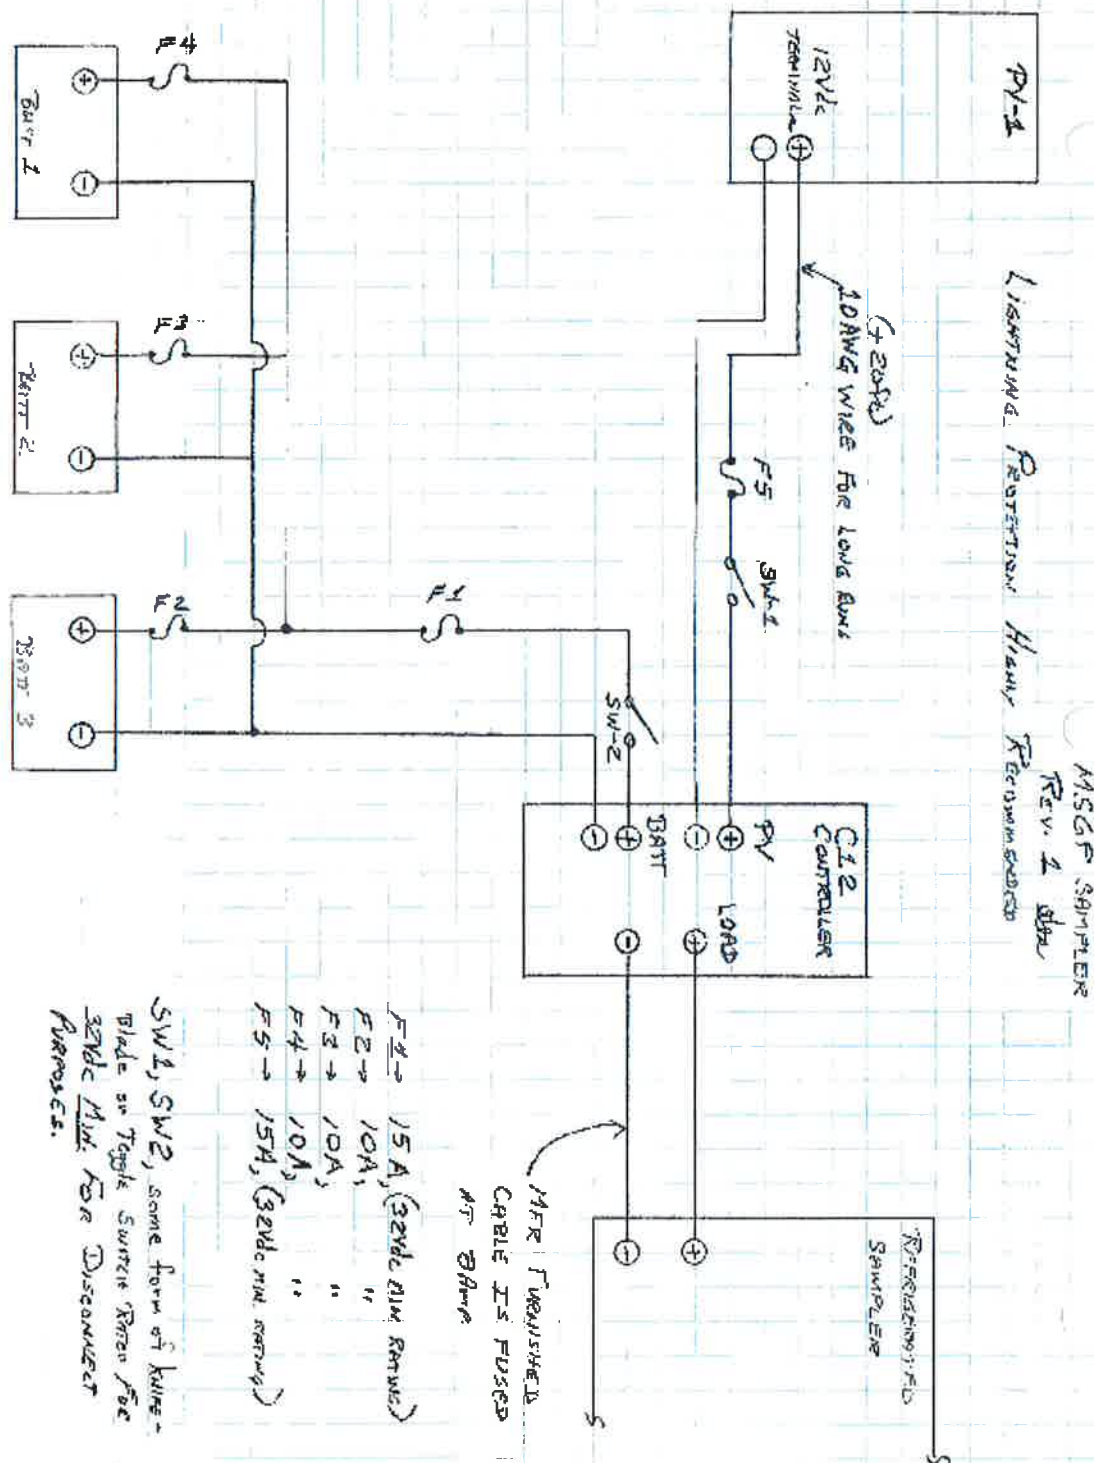 MSGF SAMPLER
REV. 1
LIGHTNING PROTECTION HIGHLY RECOMMENDED
PV-1
12Vdc
TERMINALS
+
(+ 20ft)
10AWG WIRE FOR LONG RUNS
F5
SW-1
C12
CONTROLLER
PV
+
-
LOAD
+
-
BATT
+
-
REFRIGERATED
SAMPLER
+
-
SW-2
F1
F4
F3
F2
+
-
BATT 1
+
-
BATT 2
+
-
BATT 3
MFR FURNISHED
CABLE IS FUSED
AT 8AMP
F1→ 15A, (32Vdc MIN RATING)
F2→ 10A, "
F3→ 10A, "
F4→ 10A, "
F5→ 15A, (32Vdc MIN. RATING)
SW1, SW2, some form of KNIFE-
Blade or Toggle SWITCH RATED FOR
32Vdc MIN. FOR DISCONNECT
PURPOSES.